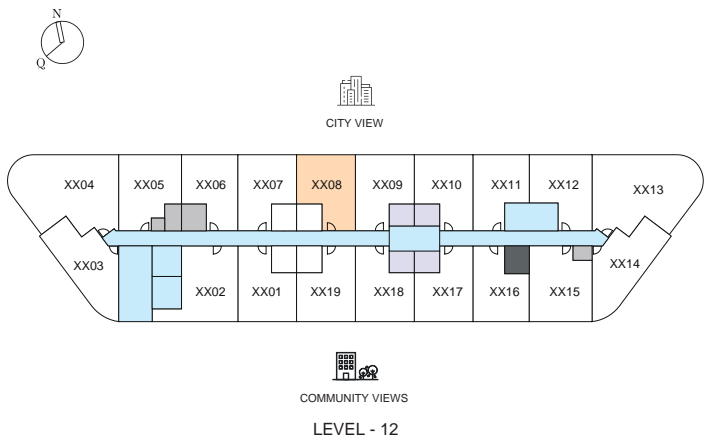 N
Q
CITY VIEW
XX04 XX05 XX06 XX07 XX08 XX09 XX10 XX11 XX12 XX13
XX03 XX14
XX02 XX01 XX19 XX18 XX17 XX16 XX15
COMMUNITY VIEWS
LEVEL - 12